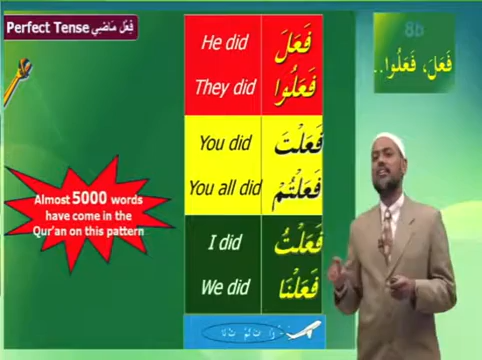 Perfect Tense فِعْل مَاضِي
8b
فَعَلَ، فَعَلُوا..
He did فَعَلَ
They did فَعَلُوا
You did فَعَلْتَ
You all did فَعَلْتُمْ
I did فَعَلْتُ
We did فَعَلْنَا
Almost 5000 words
have come in the
Qur'an on this pattern